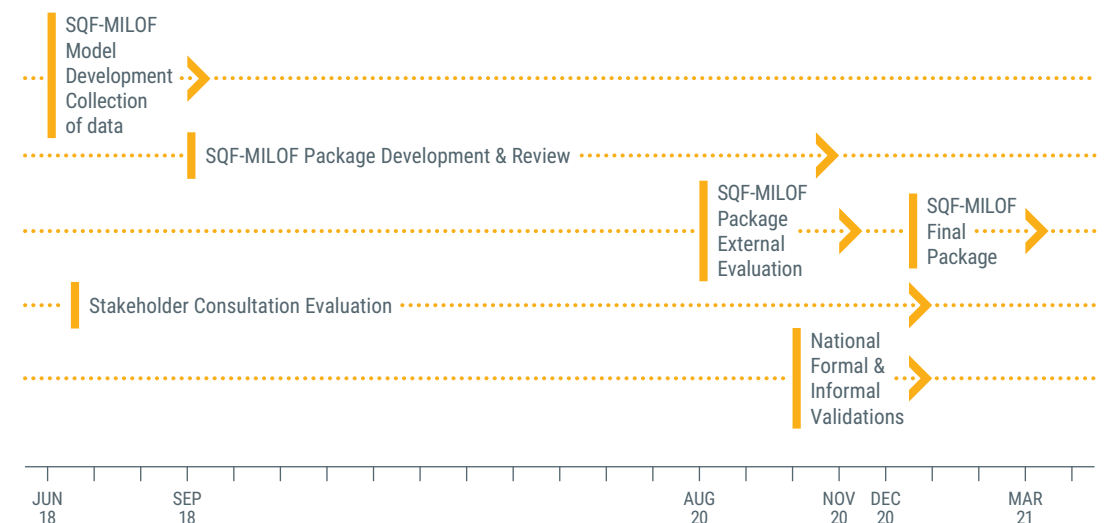 SQF-MILOF
Model
Development
Collection
of data
SQF-MILOF Package Development & Review
SQF-MILOF
Package
External
Evaluation
SQF-MILOF
Final
Package
Stakeholder Consultation Evaluation
National
Formal &
Informal
Validations
JUN
18
SEP
18
AUG
20
NOV
20
DEC
20
MAR
21